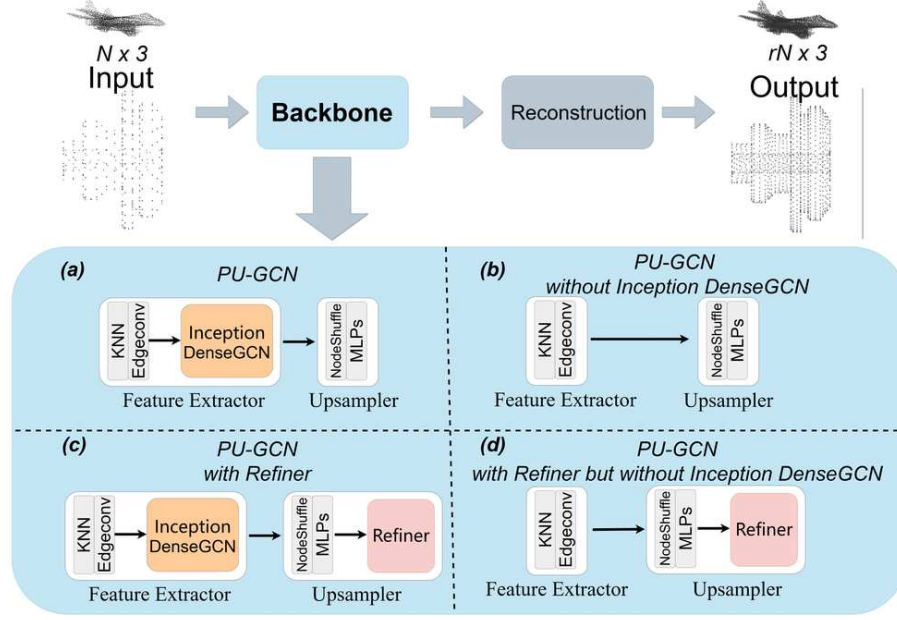 N x 3
Input
Backbone
Reconstruction
rN x 3
Output
(a)
PU-GCN
KNN
Edgeconv
Inception
DenseGCN
NodeShuffle
MLPs
Feature Extractor
Upsampler
(b)
PU-GCN
without Inception DenseGCN
KNN
Edgeconv
NodeShuffle
MLPs
Feature Extractor
Upsampler
(c)
PU-GCN
with Refiner
KNN
Edgeconv
Inception
DenseGCN
NodeShuffle
MLPs
Refiner
Feature Extractor
Upsampler
(d)
PU-GCN
with Refiner but without Inception DenseGCN
KNN
Edgeconv
NodeShuffle
MLPs
Refiner
Feature Extractor
Upsampler